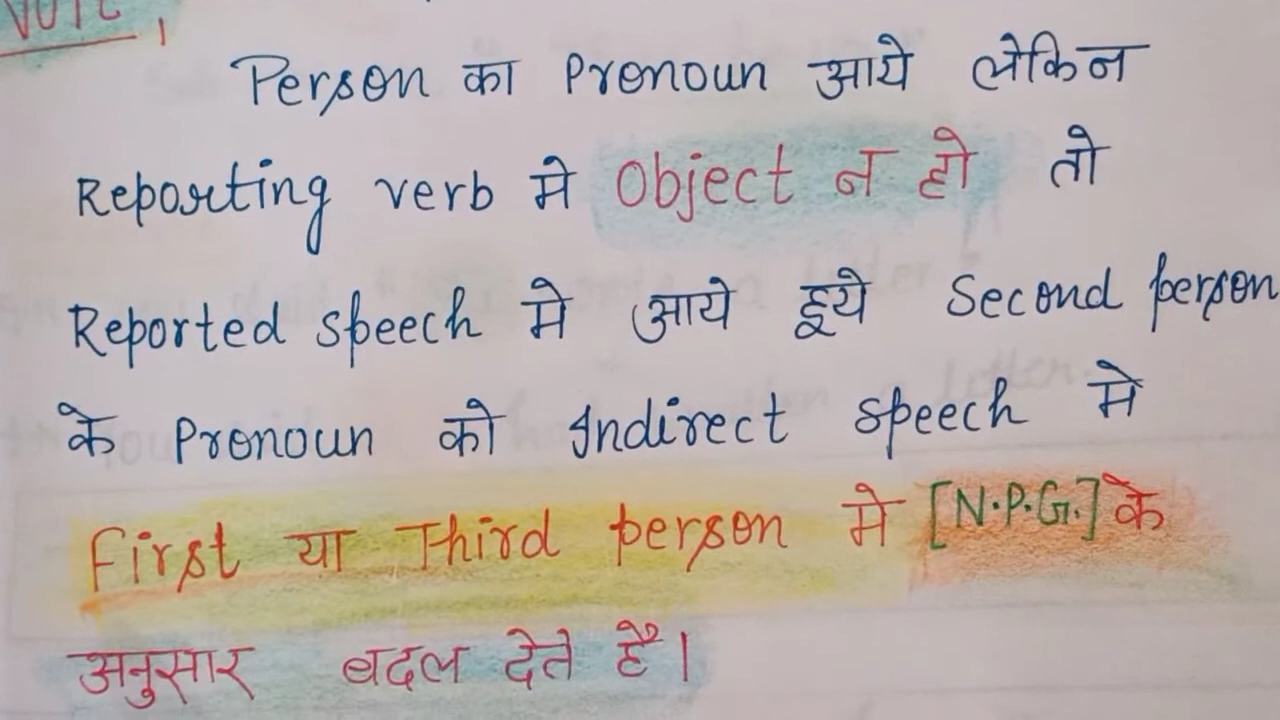 NOTE,
Person का Pronoun आये लेकिन
Reporting verb मे Object न हो तो
Reported speech मे आये हूये Second person
के Pronoun को Indirect speech मे
First या Third person मे [N.P.G.] के
अनुसार बदल देते है।